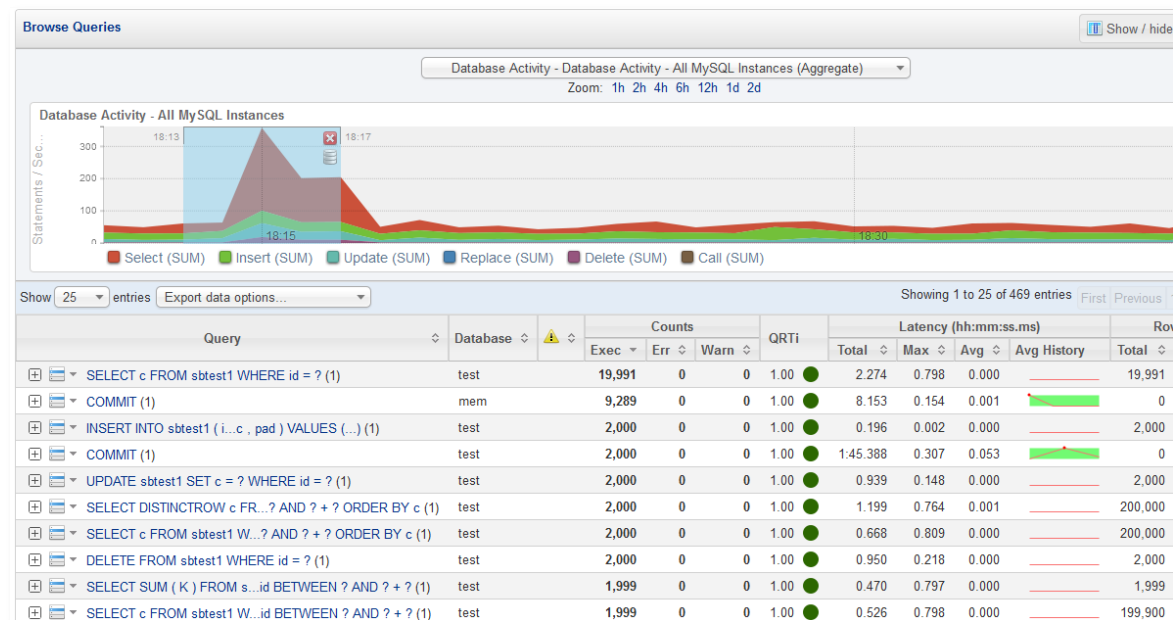 Browse Queries
Show / hide
Database Activity - Database Activity - All MySQL Instances (Aggregate)
Zoom: 1h 2h 4h 6h 12h 1d 2d
Database Activity - All MySQL Instances
18:13 18:17
Statements / Sec...
300
200
100
0
18:15 18:30
Select (SUM) Insert (SUM) Update (SUM) Replace (SUM) Delete (SUM) Call (SUM)
Show 25 entries Export data options... Showing 1 to 25 of 469 entries First Previous
Query Database Counts QRTi Latency (hh:mm:ss.ms) Row
Exec Err Warn Total Max Avg Avg History Total
SELECT c FROM sbtest1 WHERE id = ? (1) test 19,991 0 0 1.00 2.274 0.798 0.000 19,991
COMMIT (1) mem 9,289 0 0 1.00 8.153 0.154 0.001 0
INSERT INTO sbtest1 ( i...c , pad ) VALUES (...) (1) test 2,000 0 0 1.00 0.196 0.002 0.000 2,000
COMMIT (1) test 2,000 0 0 1.00 1:45.388 0.307 0.053 0
UPDATE sbtest1 SET c = ? WHERE id = ? (1) test 2,000 0 0 1.00 0.939 0.148 0.000 2,000
SELECT DISTINCTROW c FR...? AND ? + ? ORDER BY c (1) test 2,000 0 0 1.00 1.199 0.764 0.001 200,000
SELECT c FROM sbtest1 W...? AND ? + ? ORDER BY c (1) test 2,000 0 0 1.00 0.668 0.809 0.000 200,000
DELETE FROM sbtest1 WHERE id = ? (1) test 2,000 0 0 1.00 0.950 0.218 0.000 2,000
SELECT SUM ( K ) FROM s...id BETWEEN ? AND ? + ? (1) test 1,999 0 0 1.00 0.470 0.797 0.000 1,999
SELECT c FROM sbtest1 W...id BETWEEN ? AND ? + ? (1) test 1,999 0 0 1.00 0.526 0.798 0.000 199,900